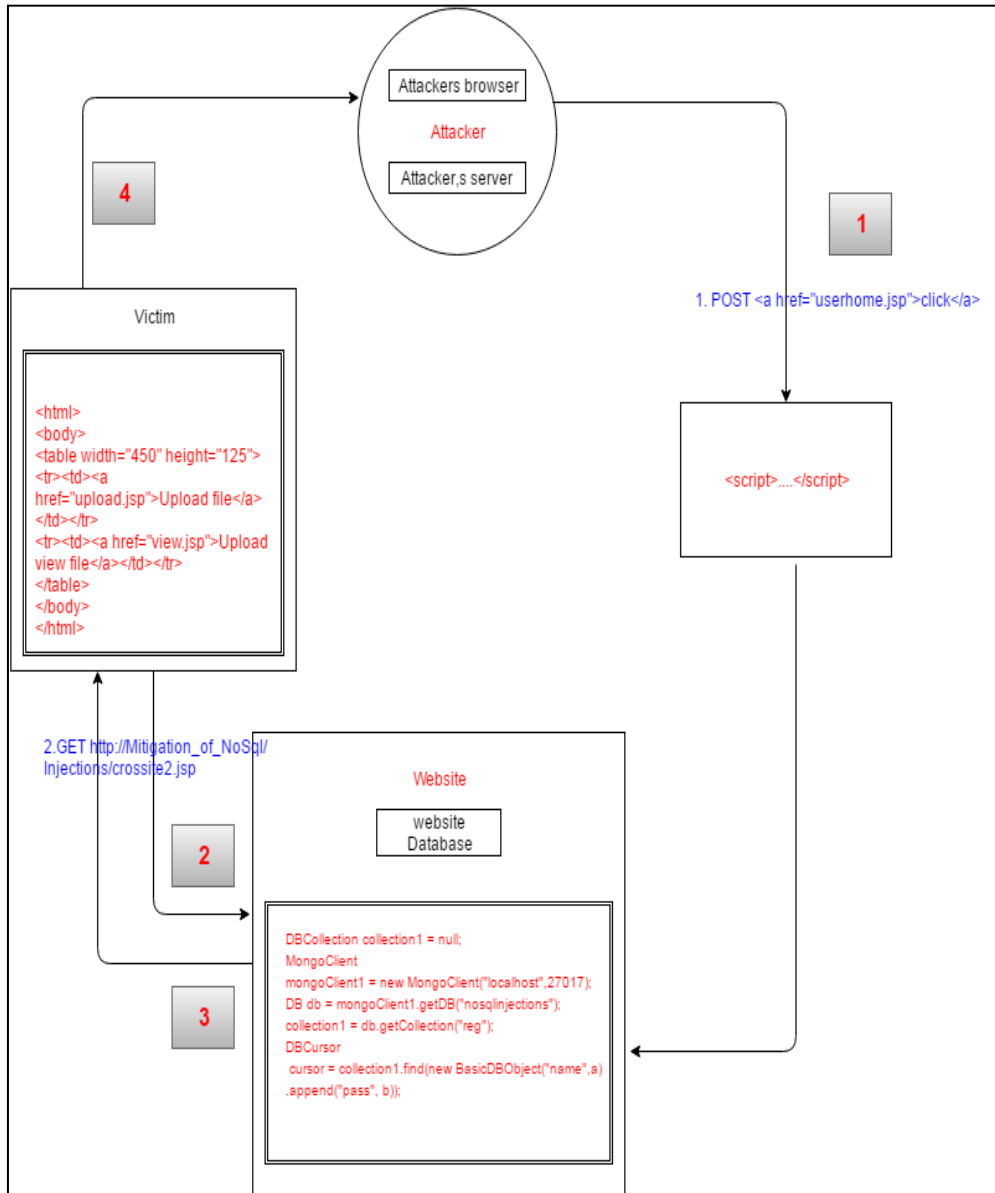 Attackers browser
Attacker
Attacker,s server
4
1
1. POST <a href="userhome.jsp">click</a>
Victim
<html>
<body>
<table width="450" height="125">
<tr><td><a
href="upload.jsp">Upload file</a>
</td></tr>
<tr><td><a href="view.jsp">Upload
view file</a></td></tr>
</table>
</body>
</html>
<script>....</script>
2.GET http://Mitigation_of_NoSql/
Injections/crossite2.jsp
2
3
Website
website
Database
DBCollection collection1 = null;
MongoClient
mongoClient1 = new MongoClient("localhost",27017);
DB db = mongoClient1.getDB("nosqlinjections");
collection1 = db.getCollection("reg");
DBCursor
cursor = collection1.find(new BasicDBObject("name",a)
.append("pass", b));